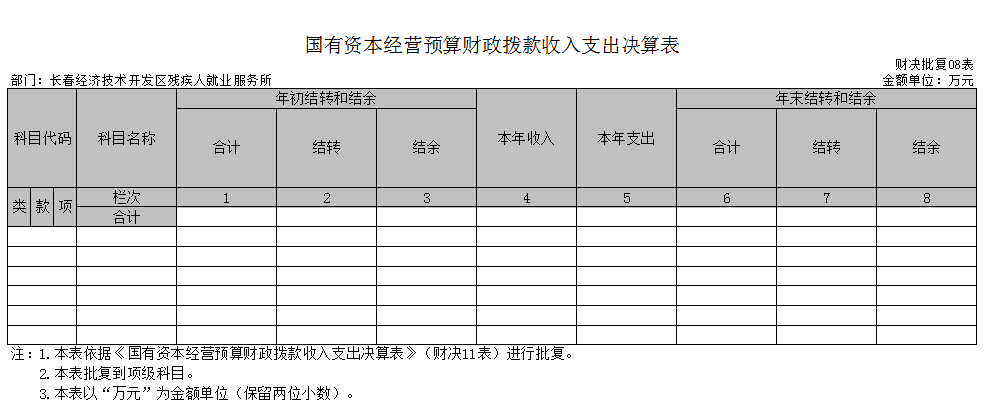 国有资本经营预算财政拨款收入支出决算表
财决批复08表
部门：长春经济技术开发区残疾人就业服务所 金额单位：万元
科目代码 科目名称 年初结转和结余 本年收入 本年支出 年末结转和结余
合计 结转 结余 合计 结转 结余
类 款 项 栏次 1 2 3 4 5 6 7 8
合计
注：1.本表依据《国有资本经营预算财政拨款收入支出决算表》（财决11表）进行批复。
2.本表批复到项级科目。
3.本表以“万元”为金额单位（保留两位小数）。